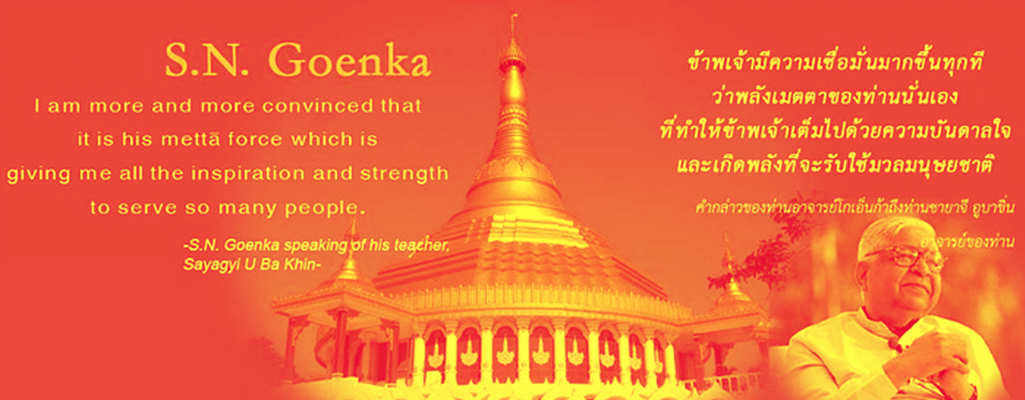 S.N. Goenka
I am more and more convinced that
it is his mettā force which is
giving me all the inspiration and strength
to serve so many people.
-S.N. Goenka speaking of his teacher,
Sayagyi U Ba Khin-
ข้าพเจ้ามีความเชื่อมั่นมากขึ้นทุกที
ว่าพลังเมตตาของท่านนั่นเอง
ที่ทำให้ข้าพเจ้าเต็มไปด้วยความบันดาลใจ
และเกิดพลังที่จะรับใช้มวลมนุษยชาติ
คำกล่าวของท่านอาจารย์โกเอ็นก้าถึงท่านซายาจี อูบาขิ่น
อาจารย์ของท่าน